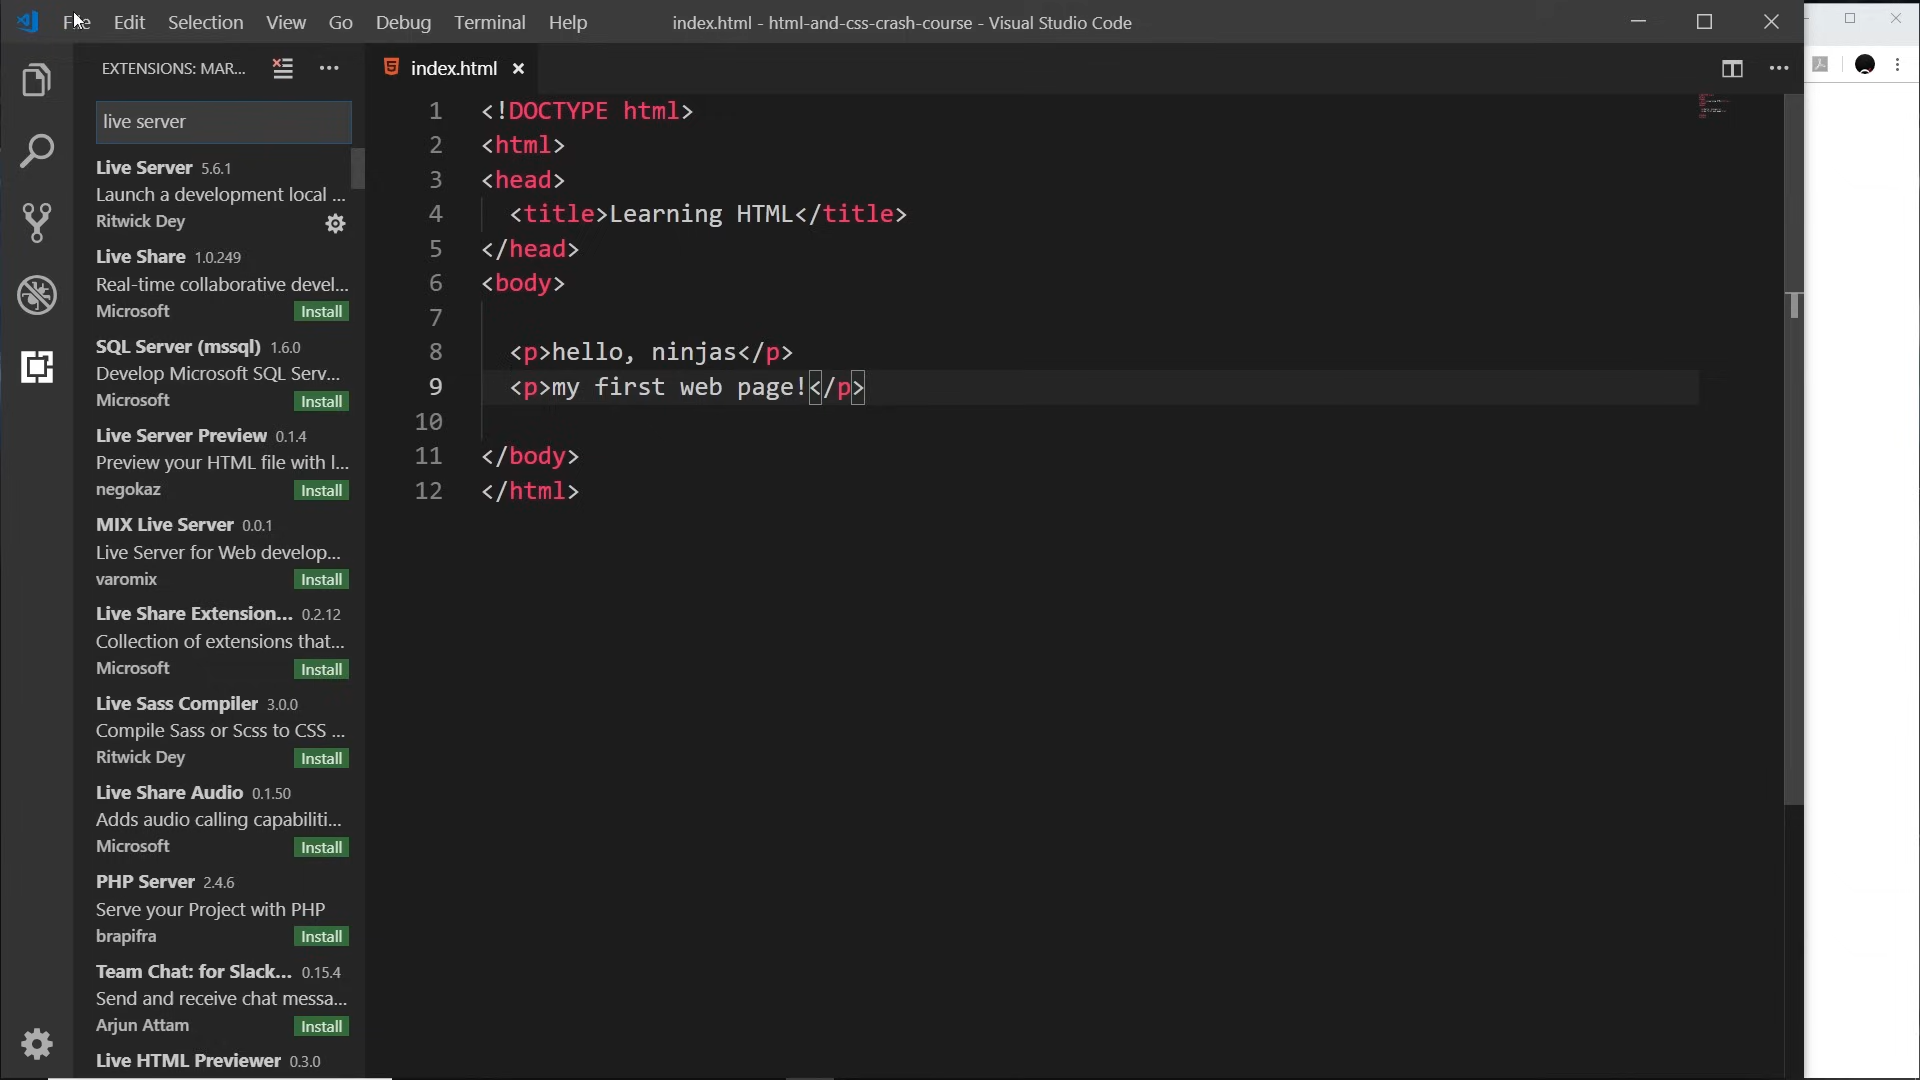 File Edit Selection View Go Debug Terminal Help
index.html - html-and-css-crash-course - Visual Studio Code
EXTENSIONS: MAR...
live server
Live Server 5.6.1
Launch a development local ...
Ritwick Dey
Live Share 1.0.249
Real-time collaborative devel...
Microsoft Install
SQL Server (mssql) 1.6.0
Develop Microsoft SQL Serv...
Microsoft Install
Live Server Preview 0.1.4
Preview your HTML file with l...
negokaz Install
MIX Live Server 0.0.1
Live Server for Web develop...
varomix Install
Live Share Extension... 0.2.12
Collection of extensions that...
Microsoft Install
Live Sass Compiler 3.0.0
Compile Sass or Scss to CSS ...
Ritwick Dey Install
Live Share Audio 0.1.50
Adds audio calling capabiliti...
Microsoft Install
PHP Server 2.4.6
Serve your Project with PHP
brapifra Install
Team Chat: for Slack... 0.15.4
Send and receive chat messa...
Arjun Attam Install
Live HTML Previewer 0.3.0
index.html
1 <!DOCTYPE html>
2 <html>
3 <head>
4 <title>Learning HTML</title>
5 </head>
6 <body>
7
8 <p>hello, ninjas</p>
9 <p>my first web page!</p>
10
11 </body>
12 </html>